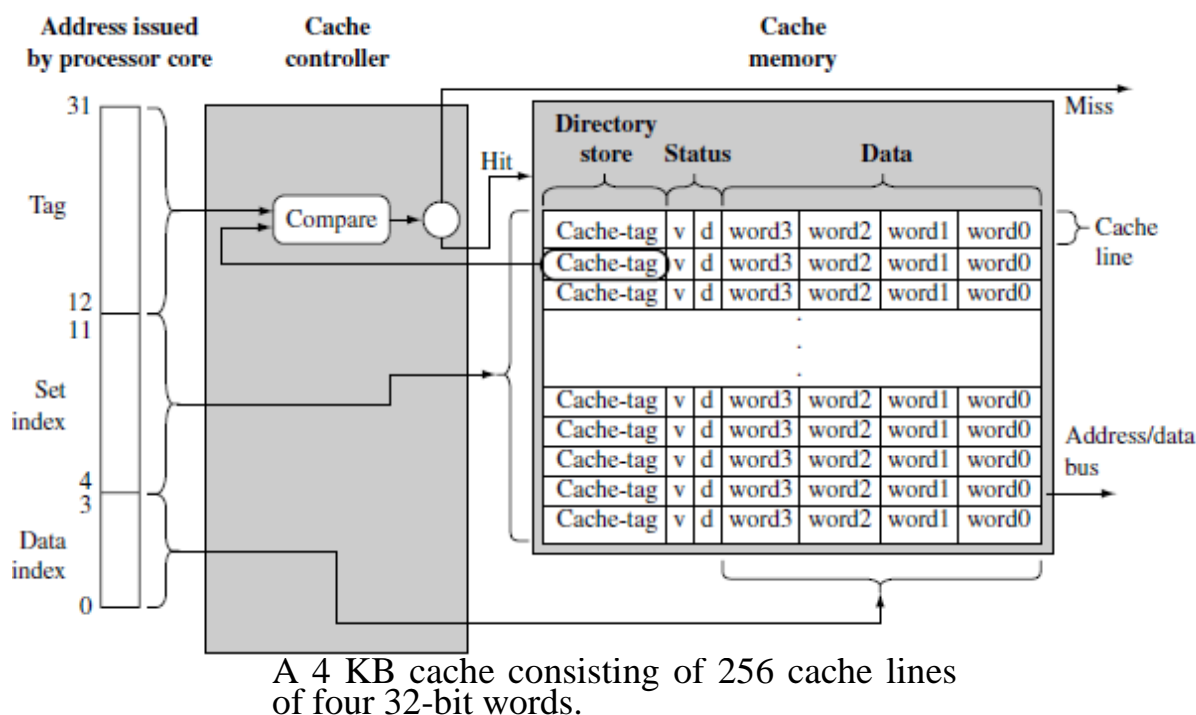 Address issued
by processor core
Cache
controller
Cache
memory
31
Tag
12
11
Set
index
4
3
Data
index
0
Compare
Hit
Miss
Directory
store
Status
Data
Cache-tag v d word3 word2 word1 word0
Cache-tag v d word3 word2 word1 word0
Cache-tag v d word3 word2 word1 word0
.
.
.
Cache-tag v d word3 word2 word1 word0
Cache-tag v d word3 word2 word1 word0
Cache-tag v d word3 word2 word1 word0
Cache-tag v d word3 word2 word1 word0
Cache-tag v d word3 word2 word1 word0
Cache
line
Address/data
bus
A 4 KB cache consisting of 256 cache lines
of four 32-bit words.